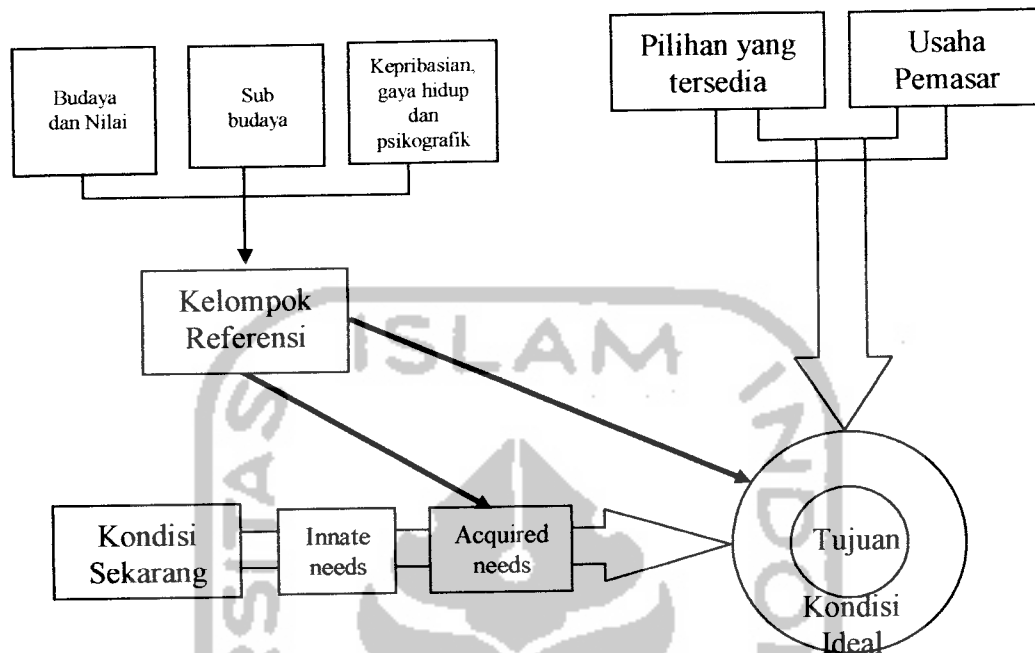 Budaya
dan Nilai
Sub
budaya
Kepribasian,
gaya hidup
dan
psikografik
Pilihan yang
tersedia
Usaha
Pemasar
Kelompok
Referensi
ISLAM
Kondisi
Sekarang
Innate
needs
Acquired
needs
Tujuan
Kondisi
Ideal